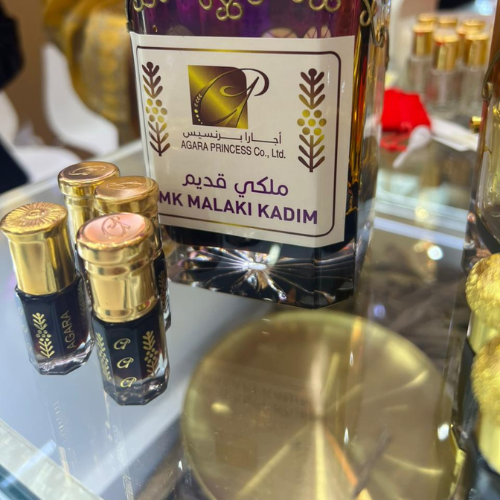 أجارا برنسيس
AGARA PRINCESS Co., Ltd.
ملكي قديم
MK MALAKI KADIM
AGARA